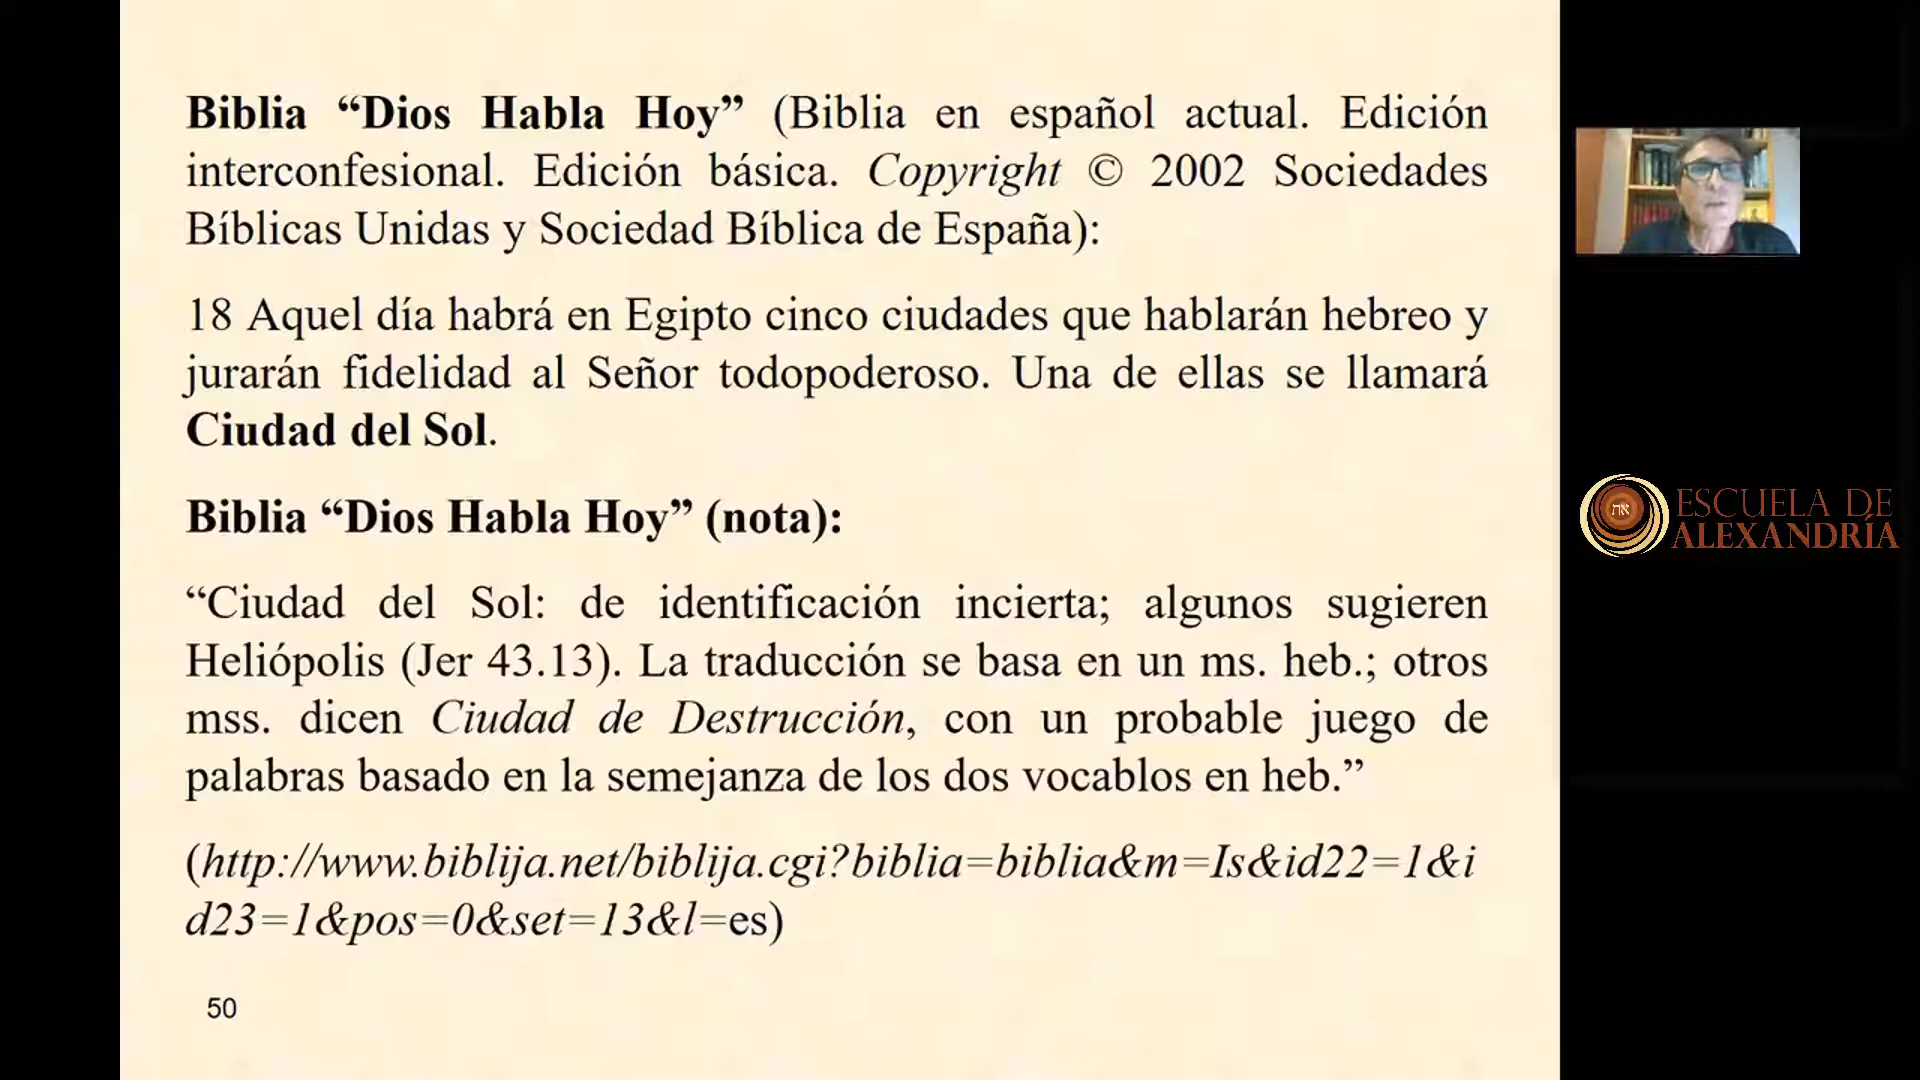 Biblia “Dios Habla Hoy” (Biblia en español actual. Edición
interconfesional. Edición básica. Copyright © 2002 Sociedades
Bíblicas Unidas y Sociedad Bíblica de España):
18 Aquel día habrá en Egipto cinco ciudades que hablarán hebreo y
jurarán fidelidad al Señor todopoderoso. Una de ellas se llamará
Ciudad del Sol.
Biblia “Dios Habla Hoy” (nota):
“Ciudad del Sol: de identificación incierta; algunos sugieren
Heliópolis (Jer 43.13). La traducción se basa en un ms. heb.; otros
mss. dicen Ciudad de Destrucción, con un probable juego de
palabras basado en la semejanza de los dos vocablos en heb.”
(http://www.biblija.net/biblija.cgi?biblia=biblia&m=Is&id22=1&i
d23=1&pos=0&set=13&l=es)
50
את
ESCUELA DE
ALEXANDRÍA